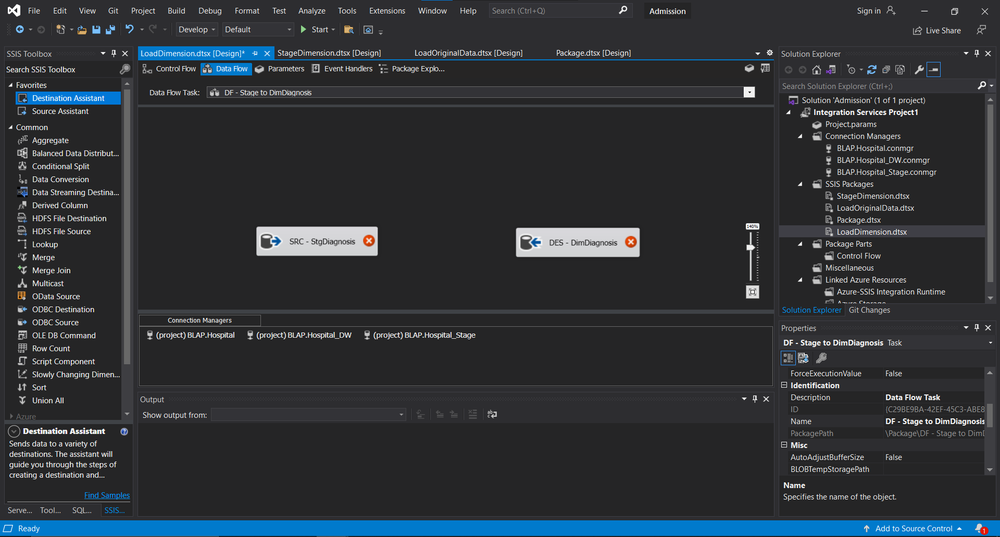 File Edit View Git Project Build Debug Format Test Analyze Tools Extensions Window Help Search (Ctrl+Q) Admission Sign in
Develop Default Start Live Share
SSIS Toolbox
Search SSIS Toolbox
Favorites
Destination Assistant
Source Assistant
Common
Aggregate
Balanced Data Distribut...
Conditional Split
Data Conversion
Data Streaming Destina...
Derived Column
HDFS File Destination
HDFS File Source
Lookup
Merge
Merge Join
Multicast
OData Source
ODBC Destination
ODBC Source
OLE DB Command
Row Count
Script Component
Slowly Changing Dimen...
Sort
Union All
Azure
Destination Assistant
Sends data to a variety of
destinations. The assistant will
guide you through the steps of
creating a destination and...
Find Samples
Serve... Tool... SQL... SSIS...
LoadDimension.dtsx [Design]* StageDimension.dtsx [Design] LoadOriginalData.dtsx [Design] Package.dtsx [Design]
Control Flow Data Flow Parameters Event Handlers Package Explo...
Data Flow Task: DF - Stage to DimDiagnosis
SRC - StgDiagnosis
DES - DimDiagnosis
140%
Connection Managers
(project) BLAP.Hospital (project) BLAP.Hospital_DW (project) BLAP.Hospital_Stage
Output
Show output from:
Solution Explorer
Search Solution Explorer (Ctrl+;)
Solution 'Admission' (1 of 1 project)
Integration Services Project1
Project.params
Connection Managers
BLAP.Hospital.conmgr
BLAP.Hospital_DW.conmgr
BLAP.Hospital_Stage.conmgr
SSIS Packages
StageDimension.dtsx
LoadOriginalData.dtsx
Package.dtsx
LoadDimension.dtsx
Package Parts
Control Flow
Miscellaneous
Linked Azure Resources
Azure-SSIS Integration Runtime
Azure Storage
Solution Explorer Git Changes
Properties
DF - Stage to DimDiagnosis Task
ForceExecutionValue False
Identification
Description Data Flow Task
ID {C29BE9BA-42EF-45C3-ABE8
Name DF - Stage to DimDiagnosis
PackagePath \Package\DF - Stage to DimD
Misc
AutoAdjustBufferSize False
BLOBTempStoragePath
Name
Specifies the name of the object.
Ready Add to Source Control 1